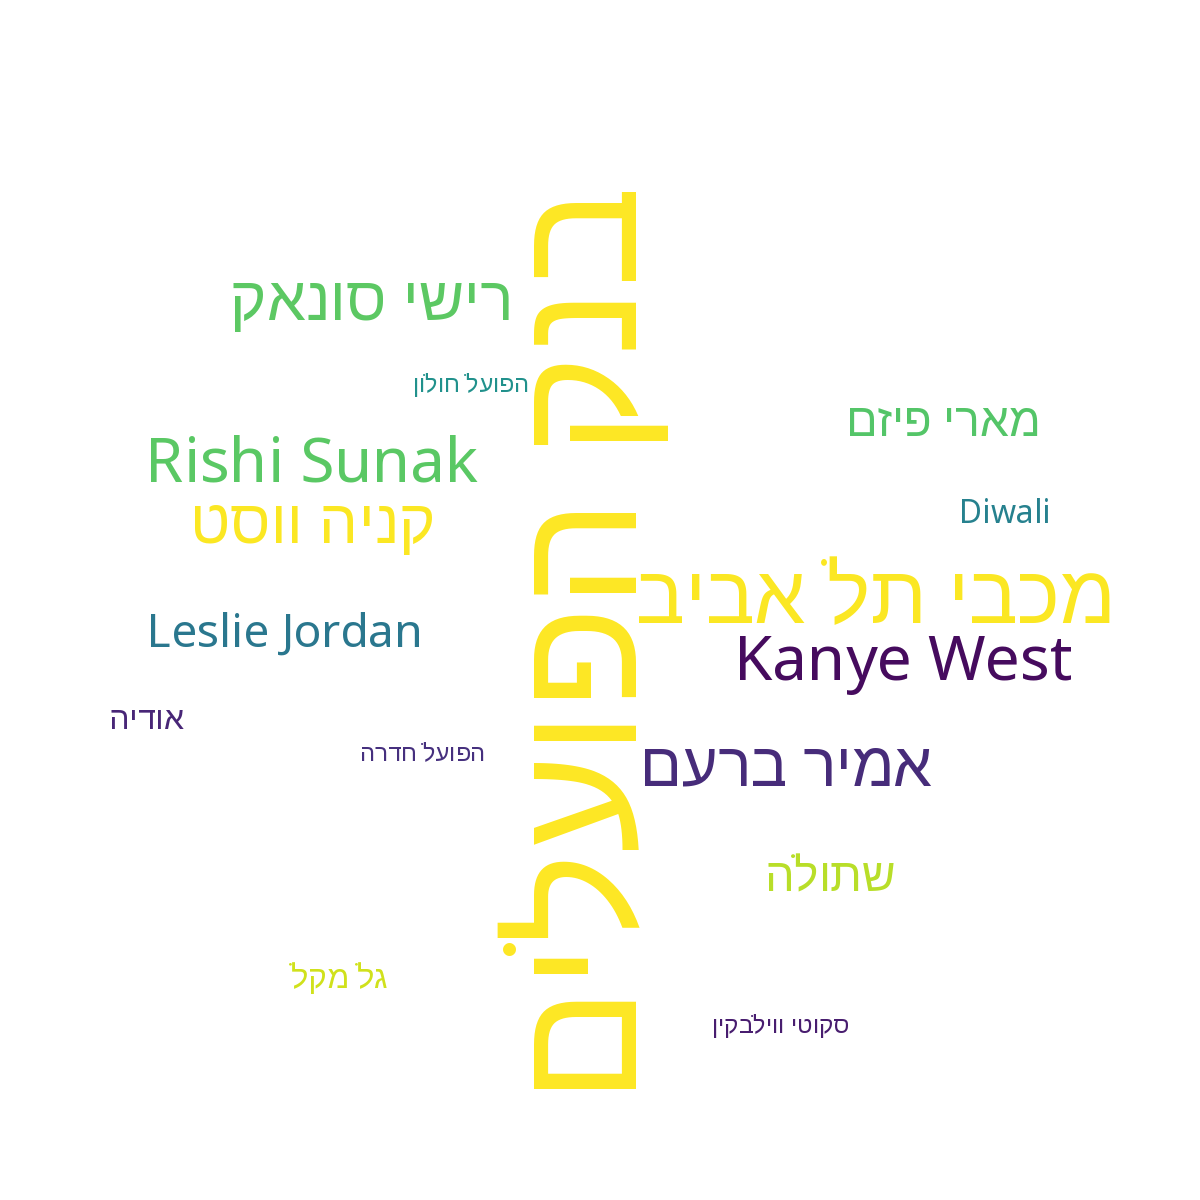 בנק הפועלים
רישי סונאק
הפועל חולון
מארי פיזם
Rishi Sunak
Diwali
קניה ווסט
מכבי תל אביב
Leslie Jordan
Kanye West
אודיה
הפועל חדרה
אמיר ברעם
שתולה
גל מקל
סקוטי ווילבקין